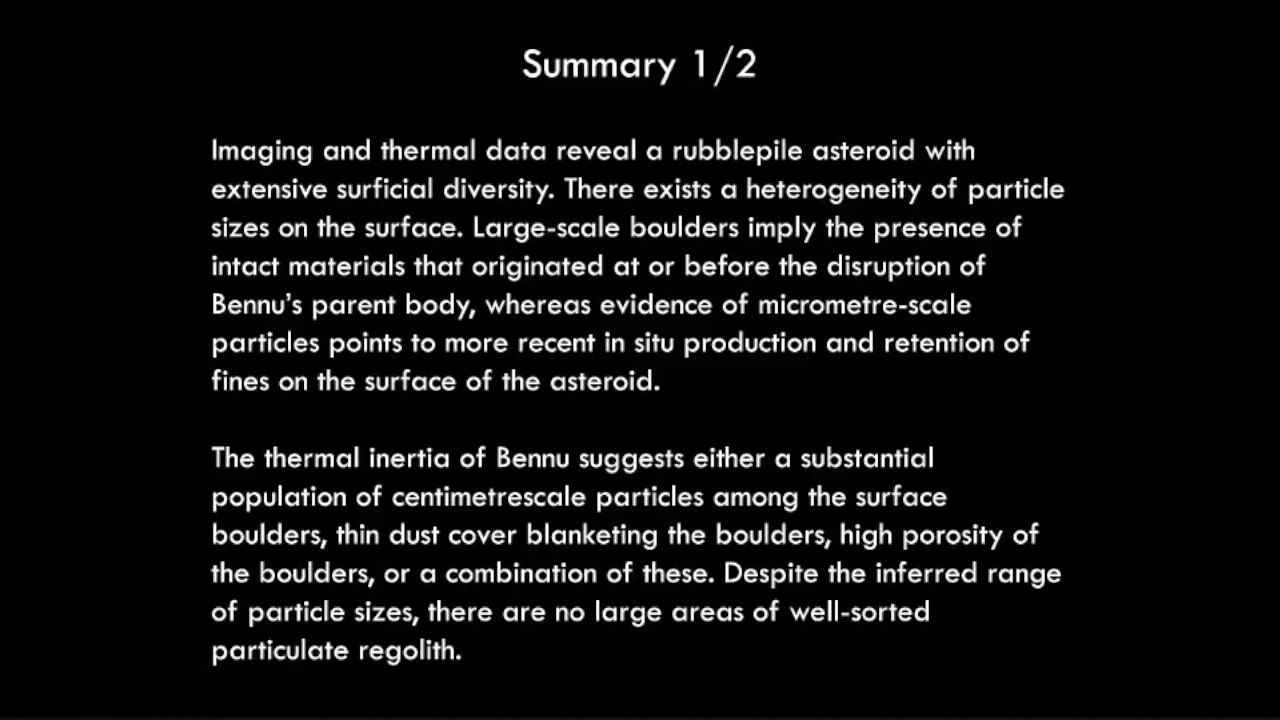 Summary 1/2
Imaging and thermal data reveal a rubblepile asteroid with
extensive surficial diversity. There exists a heterogeneity of particle
sizes on the surface. Large-scale boulders imply the presence of
intact materials that originated at or before the disruption of
Bennu’s parent body, whereas evidence of micrometre-scale
particles points to more recent in situ production and retention of
fines on the surface of the asteroid.
The thermal inertia of Bennu suggests either a substantial
population of centimetrescale particles among the surface
boulders, thin dust cover blanketing the boulders, high porosity of
the boulders, or a combination of these. Despite the inferred range
of particle sizes, there are no large areas of well-sorted
particulate regolith.